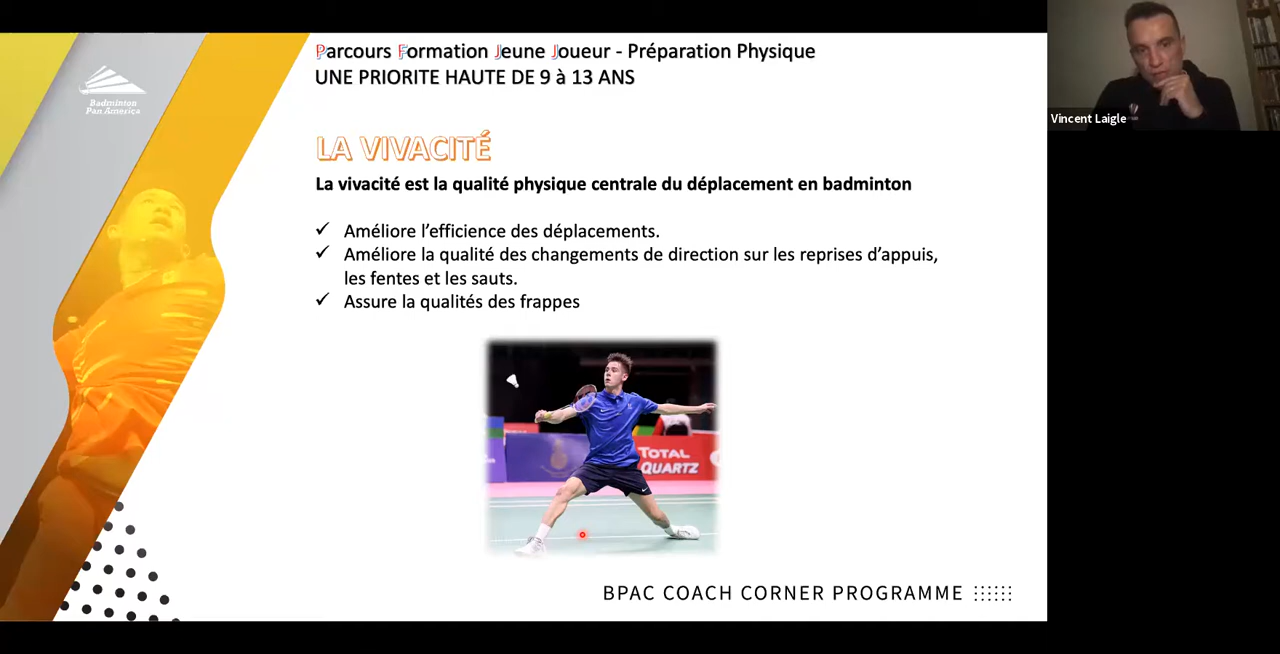 Parcours Formation Jeune Joueur - Préparation Physique
UNE PRIORITE HAUTE DE 9 à 13 ANS
Badminton
Pan America
Vincent Laigle
LA VIVACITÉ
La vivacité est la qualité physique centrale du déplacement en badminton
Améliore l’efficience des déplacements.
Améliore la qualité des changements de direction sur les reprises d’appuis,
les fentes et les sauts.
Assure la qualités des frappes
TOTAL
QUARTZ
BPAC COACH CORNER PROGRAMME